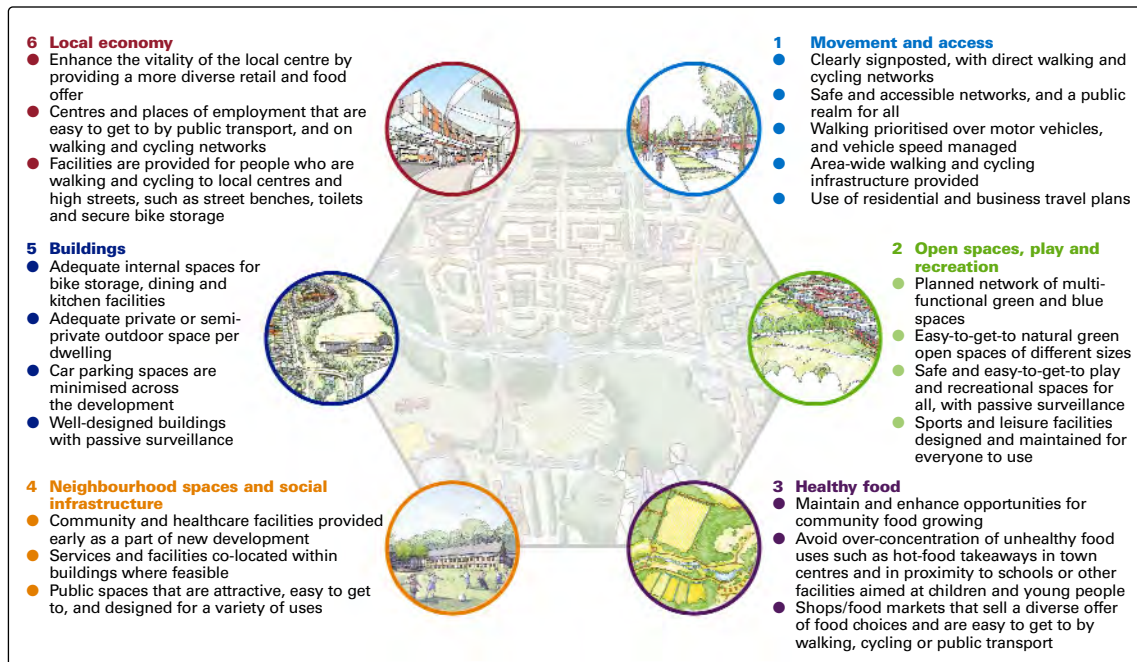 6 Local economy
● Enhance the vitality of the local centre by
providing a more diverse retail and food
offer
● Centres and places of employment that are
easy to get to by public transport, and on
walking and cycling networks
● Facilities are provided for people who are
walking and cycling to local centres and
high streets, such as street benches, toilets
and secure bike storage
1 Movement and access
● Clearly signposted, with direct walking and
cycling networks
● Safe and accessible networks, and a public
realm for all
● Walking prioritised over motor vehicles,
and vehicle speed managed
● Area-wide walking and cycling
infrastructure provided
● Use of residential and business travel plans
5 Buildings
● Adequate internal spaces for
bike storage, dining and
kitchen facilities
● Adequate private or semi-
private outdoor space per
dwelling
● Car parking spaces are
minimised across
the development
● Well-designed buildings
with passive surveillance
2 Open spaces, play and
recreation
● Planned network of multi-
functional green and blue
spaces
● Easy-to-get-to natural green
open spaces of different sizes
● Safe and easy-to-get-to play
and recreational spaces for
all, with passive surveillance
● Sports and leisure facilities
designed and maintained for
everyone to use
4 Neighbourhood spaces and social
infrastructure
● Community and healthcare facilities provided
early as a part of new development
● Services and facilities co-located within
buildings where feasible
● Public spaces that are attractive, easy to get
to, and designed for a variety of uses
3 Healthy food
● Maintain and enhance opportunities for
community food growing
● Avoid over-concentration of unhealthy food
uses such as hot-food takeaways in town
centres and in proximity to schools or other
facilities aimed at children and young people
● Shops/food markets that sell a diverse offer
of food choices and are easy to get to by
walking, cycling or public transport